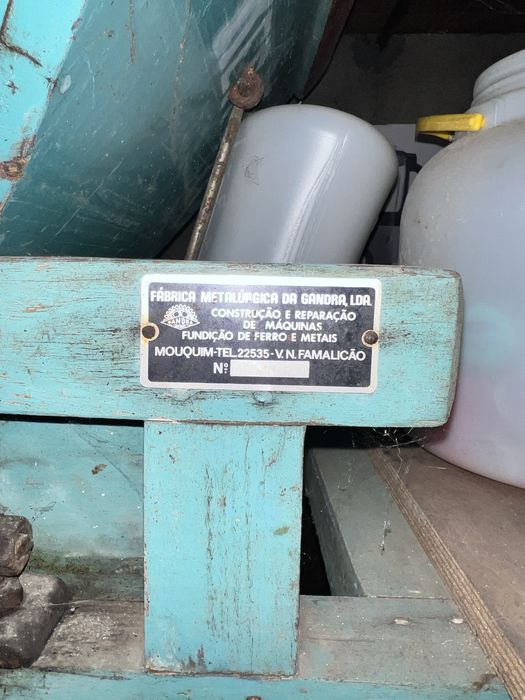 FÁBRICA METALÚRGICA DA GANDRA, LDA.
CONSTRUÇÃO E REPARAÇÃO
DE MÁQUINAS
FUNDIÇÃO DE FERRO E METAIS
MOUQUIM-TEL.22535-V.N.FAMALICÃO
Nº: